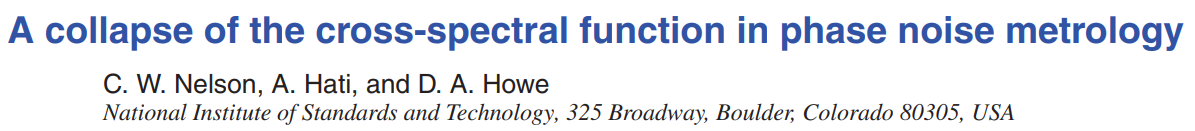 A collapse of the cross-spectral function in phase noise metrology
C. W. Nelson, A. Hati, and D. A. Howe
National Institute of Standards and Technology, 325 Broadway, Boulder, Colorado 80305, USA